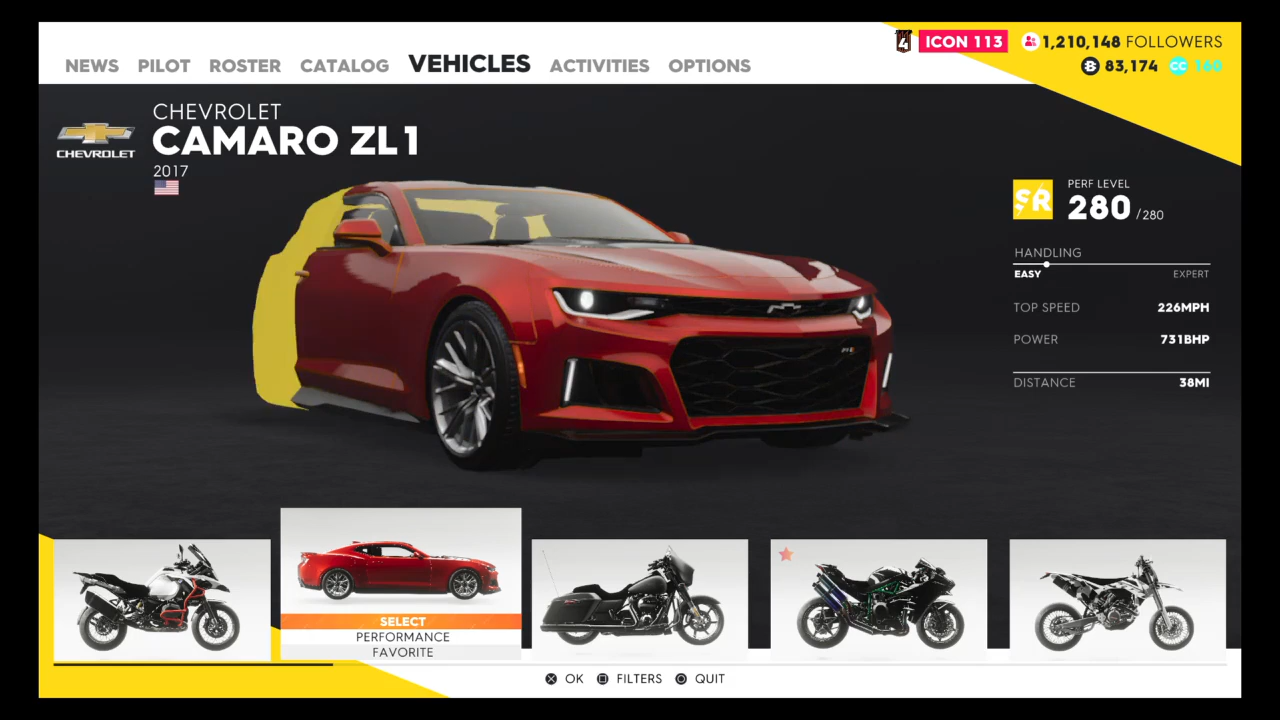 4 ICON 113 1,210,148 FOLLOWERS
NEWS PILOT ROSTER CATALOG VEHICLES ACTIVITIES OPTIONS
83,174 CC 160
CHEVROLET
CHEVROLET
CAMARO ZL1
2017
SR
PERF LEVEL
280 /280
HANDLING
EASY EXPERT
TOP SPEED 226MPH
POWER 731BHP
DISTANCE 38MI
SELECT
PERFORMANCE
FAVORITE
OK FILTERS QUIT